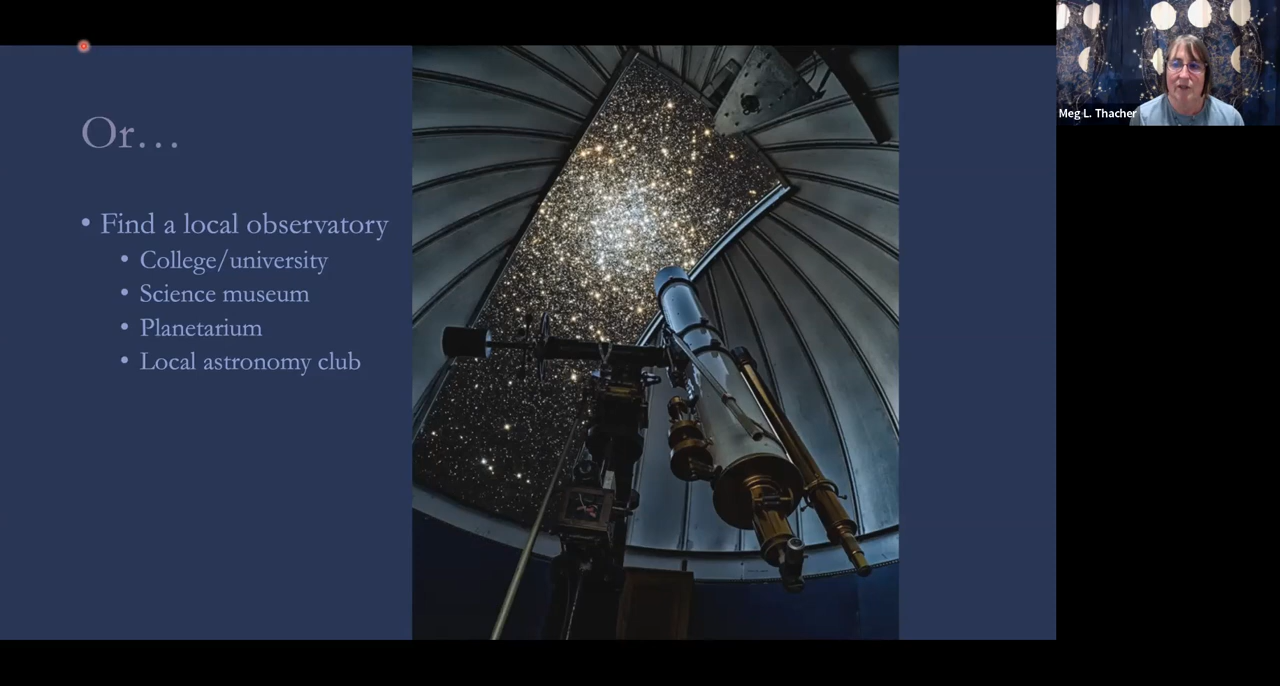 Or…
• Find a local observatory
• College/university
• Science museum
• Planetarium
• Local astronomy club
Meg L. Thacher